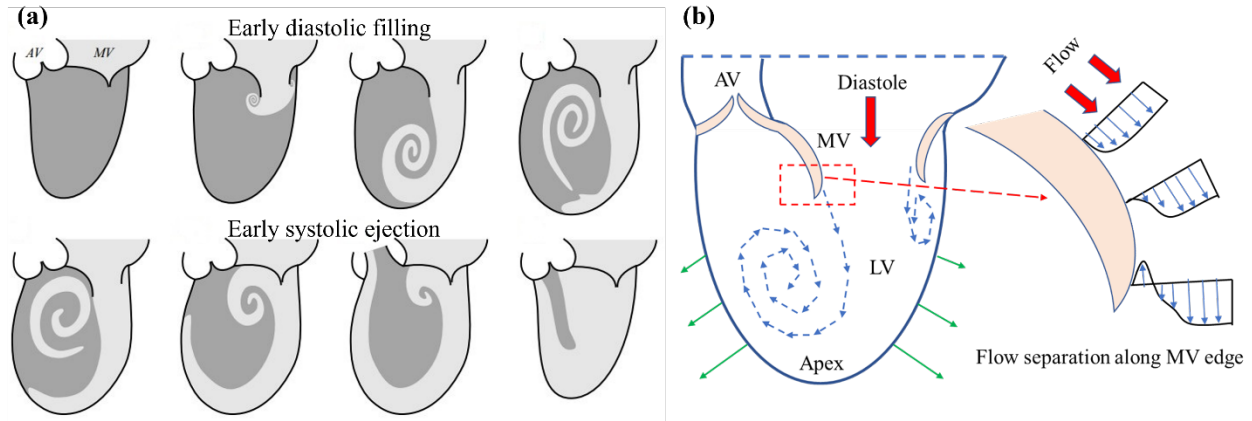 (a)
Early diastolic filling
AV
MV
Early systolic ejection
(b)
AV
Diastole
MV
LV
Apex
Flow
Flow separation along MV edge